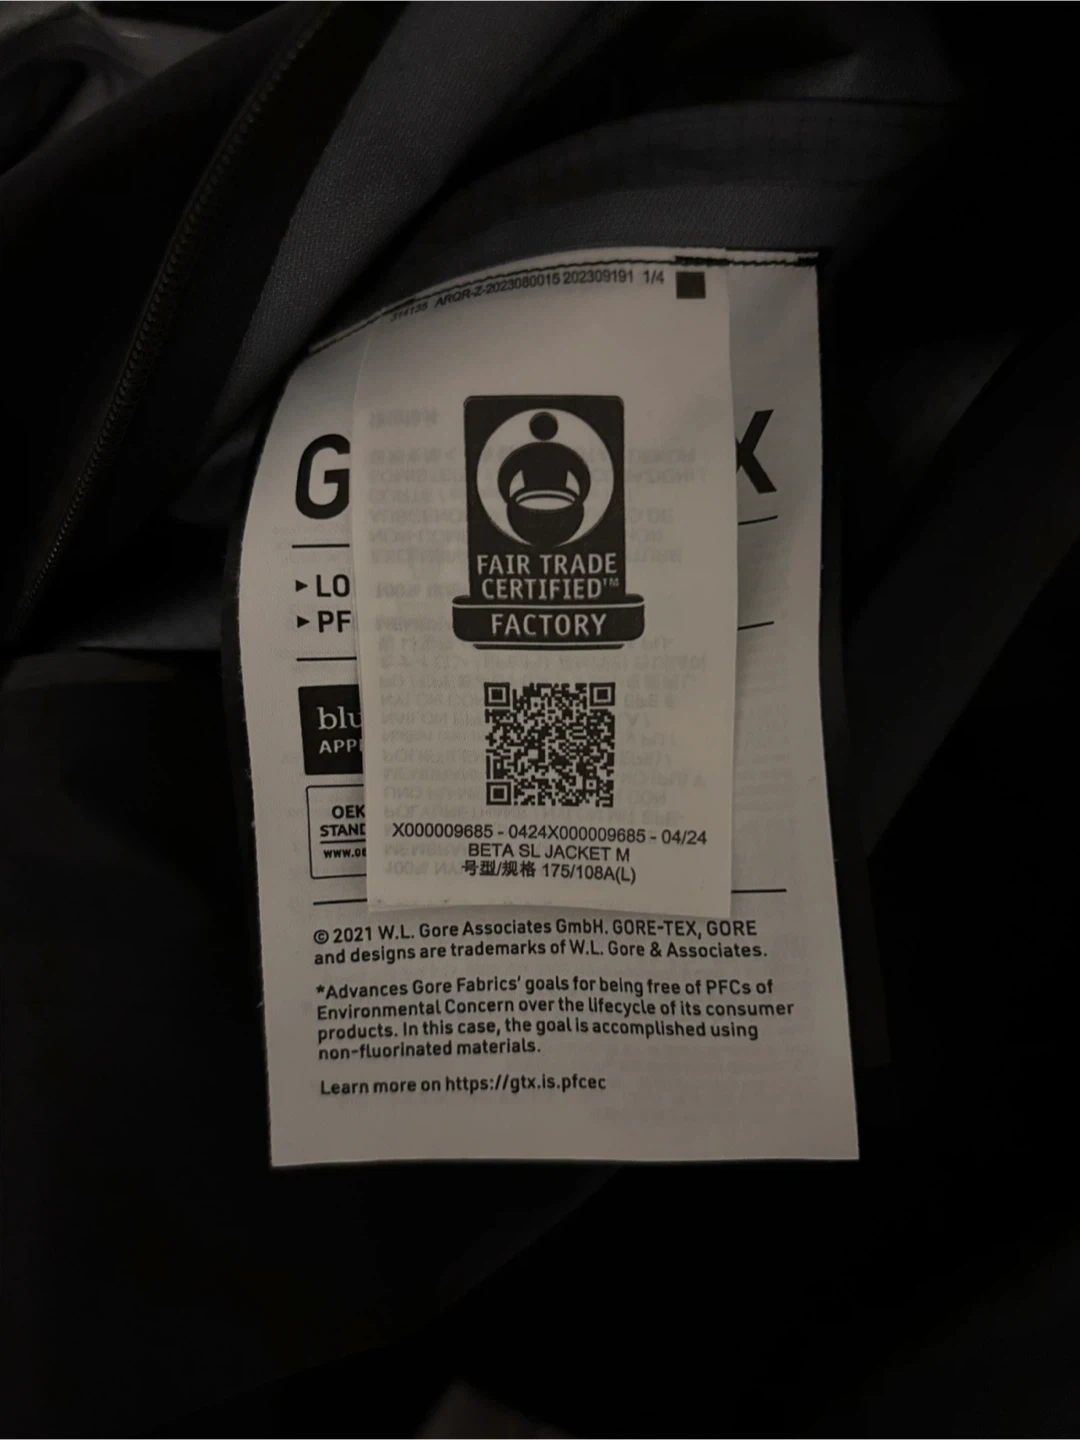 314135 ARQR-Z-2023080015 202309191 1/4
G X
FAIR TRADE
CERTIFIED™
FACTORY
▸ LO
▸ PF
blu
APP
OEK
STAND
www.oe
X000009685 - 0424X000009685 - 04/24
BETA SL JACKET M
号型/规格 175/108A(L)
© 2021 W.L. Gore Associates GmbH. GORE-TEX, GORE
and designs are trademarks of W.L. Gore & Associates.
*Advances Gore Fabrics' goals for being free of PFCs of
Environmental Concern over the lifecycle of its consumer
products. In this case, the goal is accomplished using
non-fluorinated materials.
Learn more on https://gtx.is.pfcec